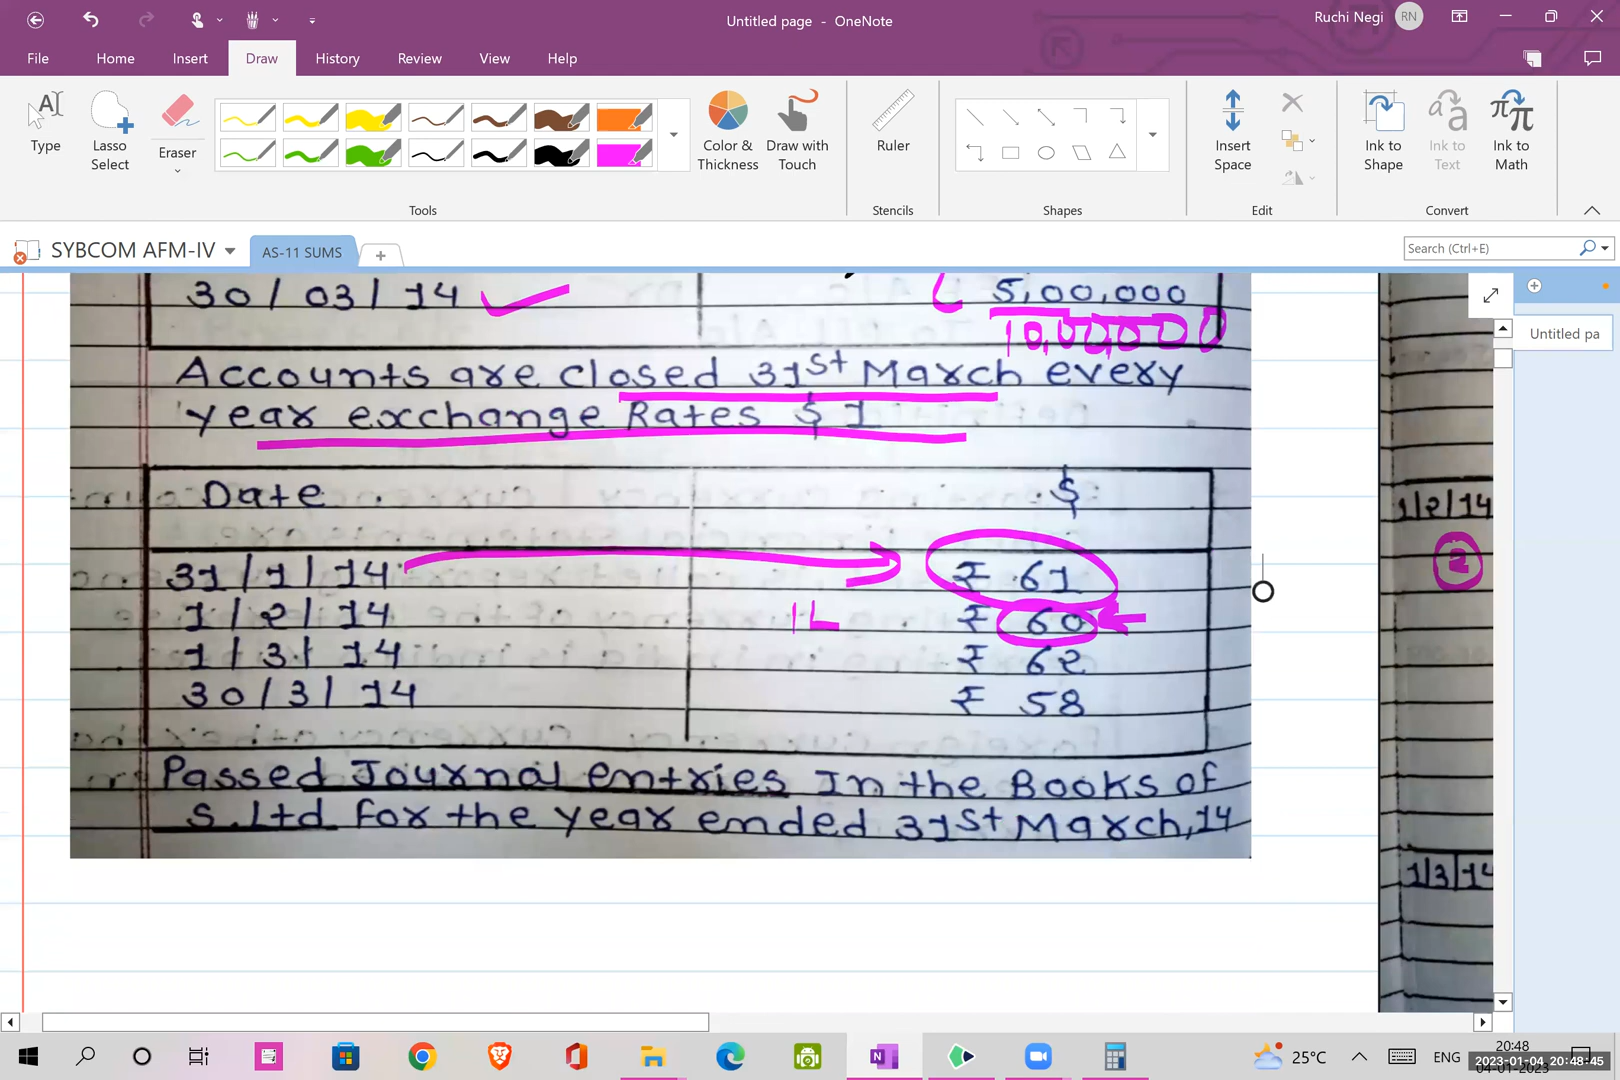 Untitled page - OneNote
Ruchi Negi
RN
File
Home
Insert
Draw
History
Review
View
Help
Type
Lasso Select
Eraser
Color & Thickness
Draw with Touch
Ruler
Insert Space
Ink to Shape
Ink to Text
Ink to Math
Tools
Stencils
Shapes
Edit
Convert
SYBCOM AFM-IV
AS-11 SUMS
Search (Ctrl+E)
Untitled pa
30/03/14
5,00,000
10,00,000
Accounts are closed 31st March every
year exchange Rates $ 1
Date $
31/1/14 ₹ 61
1/2/14 1L ₹ 60
1/3/14 ₹ 62
30/3/14 ₹ 58
Passed Journal entries In the Books of
S.Ltd for the year ended 31st March,14
1/2/14
2
1/3/14
25°C
ENG
20:48
04-01-2023
2023-01-04 20:48:45